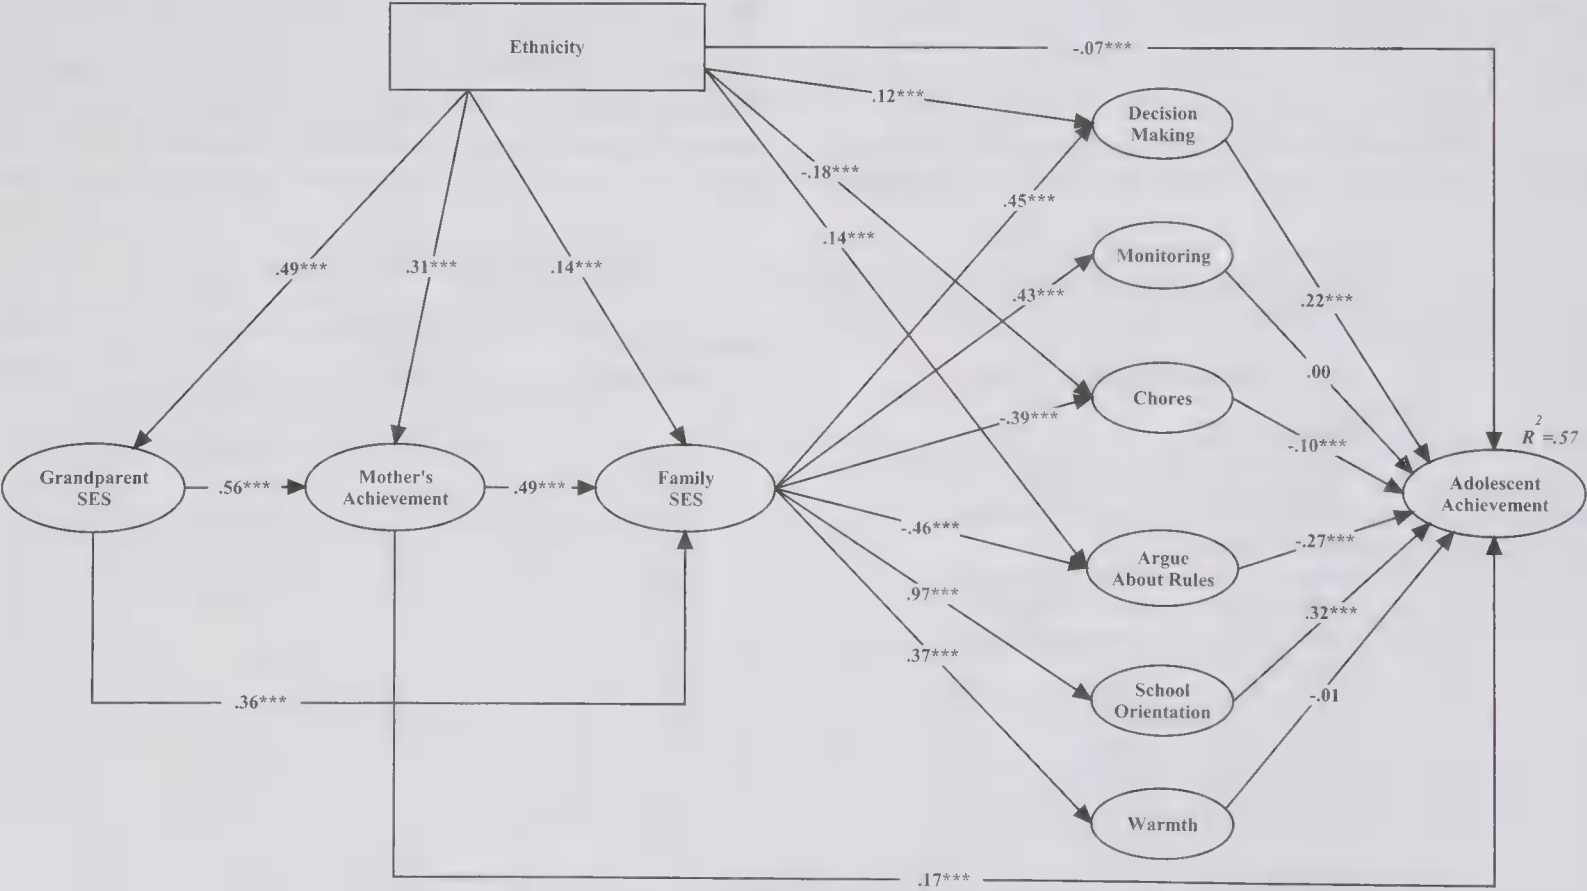 Ethnicity
-.07***
.12***
Decision
Making
-.18***
.45***
.14***
Monitoring
.49***
.31***
.14***
.43***
.22***
.00
Chores
-.39***
-.10***
R²=.57
Grandparent
SES
.56***
Mother's
Achievement
.49***
Family
SES
Adolescent
Achievement
-.46***
-.27***
Argue
About Rules
.97***
.32***
.37***
School
Orientation
-.01
.36***
Warmth
.17***